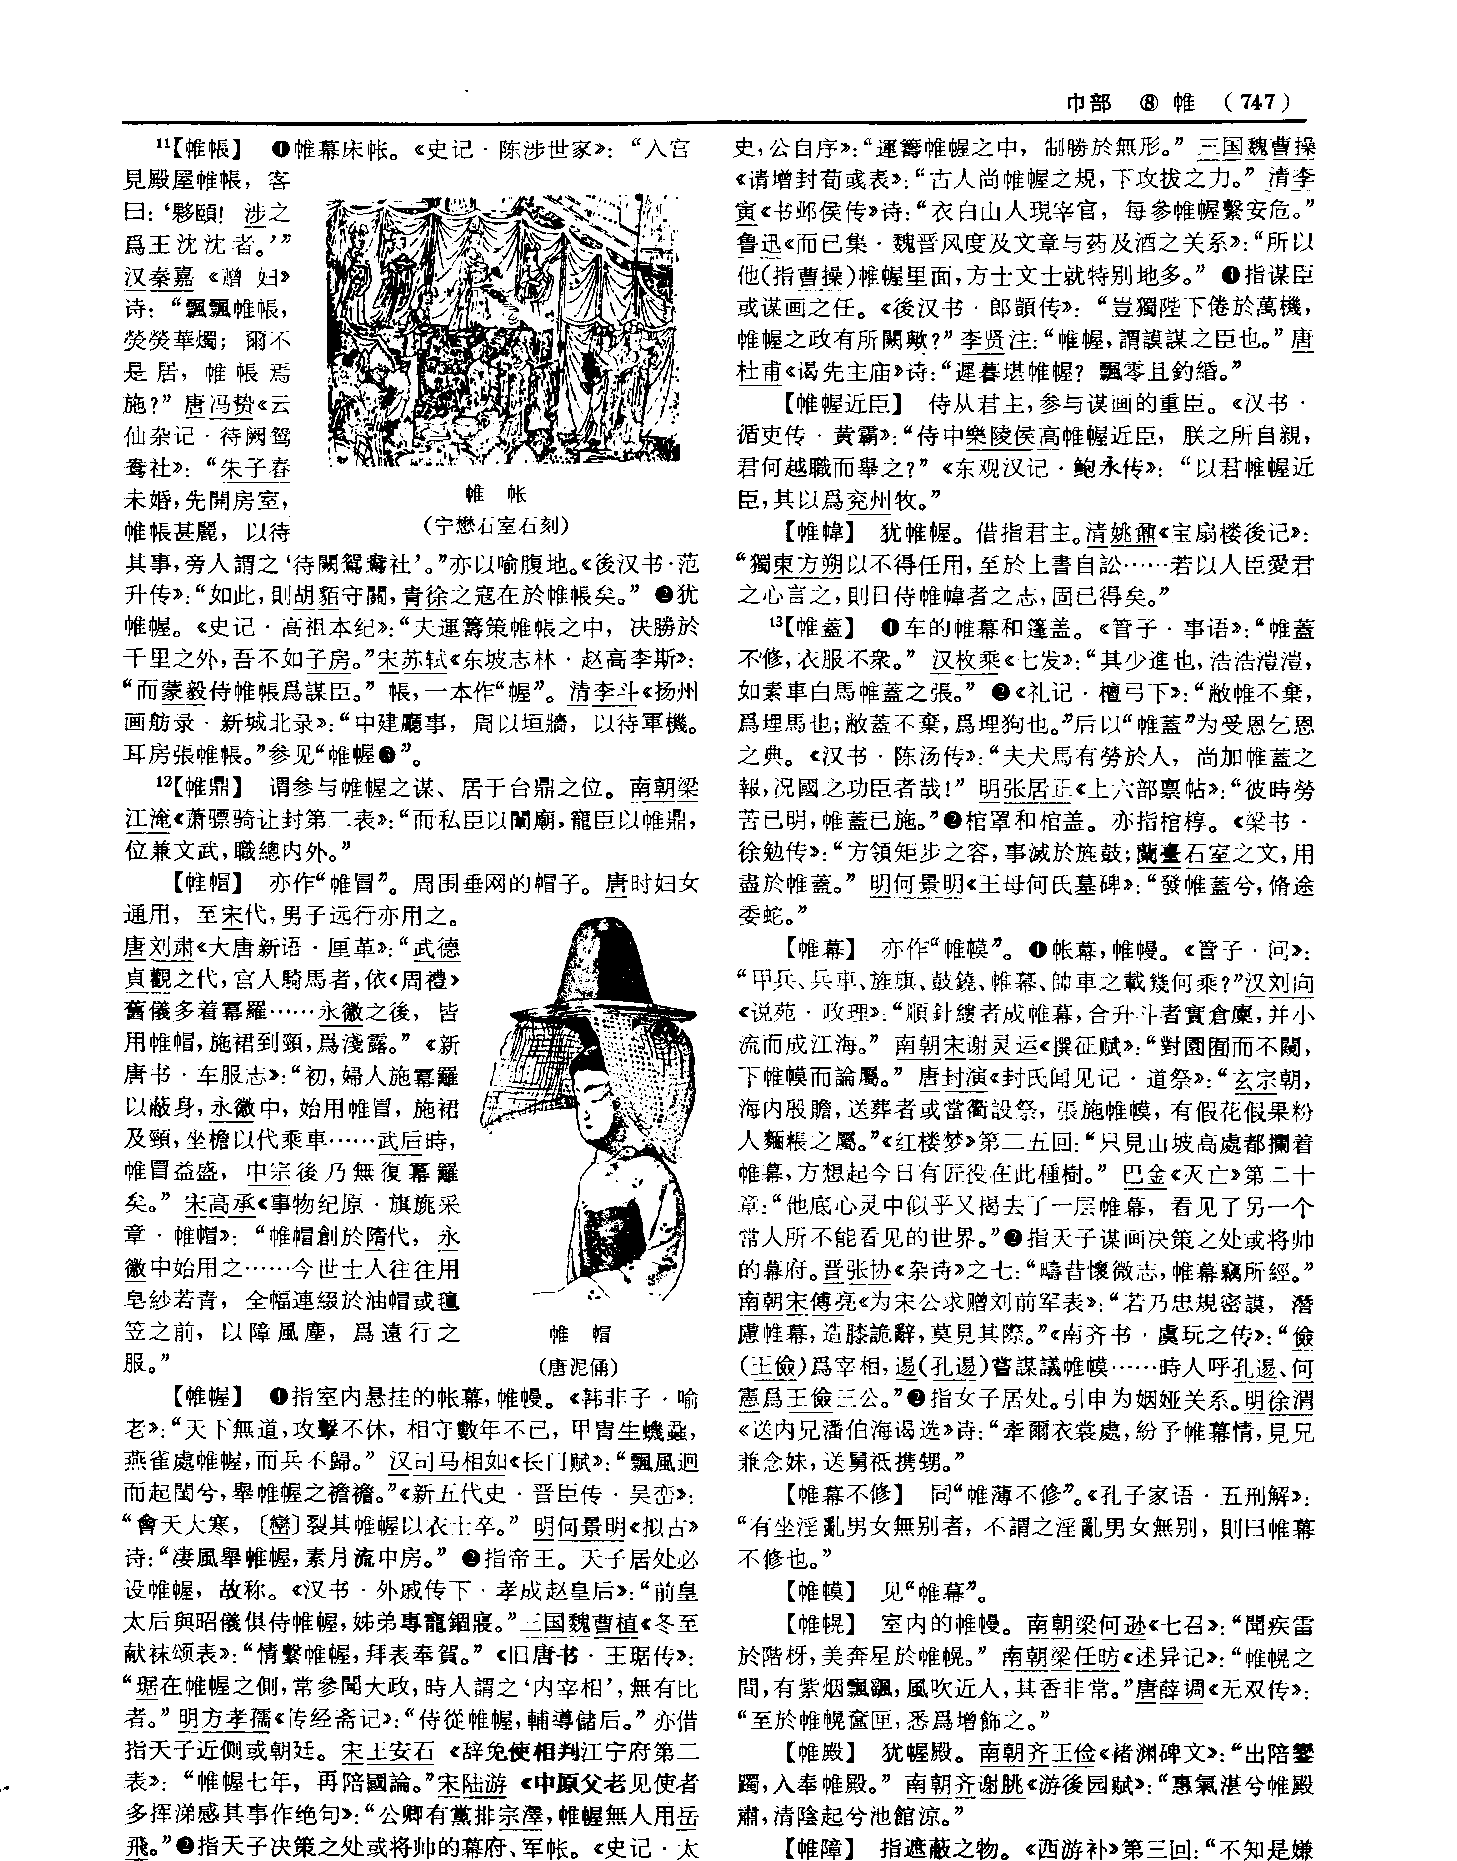 巾部 ⑧ 帷 (747)
¹¹【帷帳】 ❶帷幕床帐。《史记·陈涉世家》：“入宫
見殿屋帷帳，客
曰：‘夥頤！涉之
爲王沈沈者。’”
汉秦嘉《赠妇》
诗：“飄飄帷帳，
熒熒華燭；爾不
是居，帷帳焉
施？”唐冯贽《云
仙杂记·待阙鸳
鸯社》：“朱子春
未婚，先開房室，
帷帳甚麗，以待
帷 帐
（宁懋石室石刻）
其事，旁人謂之‘待闕鴛鴦社’。”亦以喻腹地。《後汉书·范
升传》：“如此，則胡貊守關，青徐之寇在於帷帳矣。” ❷犹
帷幄。《史记·高祖本纪》：“夫運籌策帷帳之中，决勝於
千里之外，吾不如子房。”宋苏轼《东坡志林·赵高李斯》：
“而蒙毅侍帷帳爲謀臣。”帳，一本作“幄”。清李斗《扬州
画舫录·新城北录》：“中建廳事，周以垣牆，以待軍機。
耳房張帷帳。”参见“帷幄❸”。
¹²【帷鼎】 谓参与帷幄之谋、居于台鼎之位。南朝梁
江淹《萧骠骑让封第二表》：“而私臣以闈廟，寵臣以帷鼎，
位兼文武，職總内外。”
【帷帽】 亦作“帷冒”。周围垂网的帽子。唐时妇女
通用，至宋代，男子远行亦用之。
唐刘肃《大唐新语·厘革》：“武德
貞觀之代，宫人騎馬者，依《周禮》
舊儀多着冪羅……永徽之後，皆
用帷帽，施裙到頸，爲淺露。”《新
唐书·车服志》：“初，婦人施冪羅
以蔽身，永徽中，始用帷冒，施裙
及頸，坐檐以代乘車……武后時，
帷冒益盛，中宗後乃無復冪羅
矣。”宋高承《事物纪原·旗旐采
章·帷帽》：“帷帽創於隋代，永
徽中始用之……今世士人往往用
皂紗若青，全幅連綴於油帽或氊
笠之前，以障風塵，爲遠行之
服。”
帷 帽
（唐泥俑）
【帷幄】 ❶指室内悬挂的帐幕，帷幔。《韩非子·喻
老》：“天下無道，攻擊不休，相守數年不已，甲胄生蟣蝨，
燕雀處帷幄，而兵不歸。”汉司马相如《长门赋》：“飄風迴
而起閨兮，舉帷幄之襜襜。”《新五代史·晋臣传·吴峦》：
“會天大寒，〔巒〕裂其帷幄以衣士卒。”明何景明《拟古》
诗：“凄風舉帷幄，素月流中房。” ❷指帝王。天子居处必
设帷幄，故称。《汉书·外戚传下·孝成赵皇后》：“前皇
太后與昭儀俱侍帷幄，姊弟專寵錮寢。”三国魏曹植《冬至
献袜颂表》：“情繫帷幄，拜表奉賀。”《旧唐书·王琚传》：
“琚在帷幄之側，常参聞大政，時人謂之‘内宰相’，無有比
者。”明方孝孺《传经斋记》：“侍從帷幄，輔導儲后。”亦借
指天子近侧或朝廷。宋王安石《辞免使相判江宁府第二
表》：“帷幄七年，再陪國論。”宋陆游《中原父老见使者
多挥涕感其事作绝句》：“公卿有黨排宗澤，帷幄無人用岳
飛。”❸指天子决策之处或将帅的幕府、军帐。《史记·太
史公自序》：“運籌帷幄之中，制勝於無形。”三国魏曹操
《请增封荀彧表》：“古人尚帷幄之規，下攻拔之力。”清李
寅《书邺侯传》诗：“衣白山人現宰官，每参帷幄繫安危。”
鲁迅《而已集·魏晋风度及文章与药及酒之关系》：“所以
他（指曹操）帷幄里面，方士文士就特别地多。” ❹指谋臣
或谋画之任。《後汉书·郎顗传》：“豈獨陛下倦於萬機，
帷幄之政有所闕歟？”李贤注：“帷幄，謂謨謀之臣也。”唐
杜甫《谒先主庙》诗：“遲暮堪帷幄？飄零且釣緡。”
【帷幄近臣】 侍从君主，参与谋画的重臣。《汉书·
循吏传·黄霸》：“侍中樂陵侯高帷幄近臣，朕之所自親，
君何越職而舉之？”《东观汉记·鲍永传》：“以君帷幄近
臣，其以爲兖州牧。”
【帷幃】 犹帷幄。借指君主。清姚鼐《宝扇楼後记》：
“獨東方朔以不得任用，至於上書自訟……若以人臣愛君
之心言之，則日侍帷幃者之志，固已得矣。”
¹³【帷蓋】 ❶车的帷幕和篷盖。《管子·事语》：“帷蓋
不修，衣服不衆。”汉枚乘《七发》：“其少進也，浩浩溰溰，
如素車白馬帷蓋之張。” ❷《礼记·檀弓下》：“敝帷不棄，
爲埋馬也；敝蓋不棄，爲埋狗也。”后以“帷蓋”为受恩乞恩
之典。《汉书·陈汤传》：“夫犬馬有勞於人，尚加帷蓋之
報，况國之功臣者哉！”明张居正《上六部禀帖》：“彼時勞
苦已明，帷蓋已施。”❷棺罩和棺盖。亦指棺椁。《梁书·
徐勉传》：“方領矩步之容，事滅於旌鼓；蘭臺石室之文，用
盡於帷蓋。”明何景明《王母何氏墓碑》：“發帷蓋兮，脩途
委蛇。”
【帷幕】 亦作“帷幙”。❶帐幕，帷幔。《管子·问》：
“甲兵、兵車、旌旗、鼓鐃、帷幕、帥車之載幾何乘？”汉刘向
《说苑·政理》：“順針縷者成帷幕，合升斗者實倉廩，并小
流而成江海。”南朝宋谢灵运《撰征赋》：“對圜囿而不闚，
下帷幙而論屬。”唐封演《封氏闻见记·道祭》：“玄宗朝，
海内殷贍，送葬者或當衢設祭，張施帷幙，有假花假果粉
人麵粻之屬。”《红楼梦》第二五回：“只見山坡高處都攔着
帷幕，方想起今日有匠役在此種樹。”巴金《灭亡》第二十
章：“他底心灵中似乎又揭去了一层帷幕，看见了另一个
常人所不能看见的世界。”❷指天子谋画决策之处或将帅
的幕府。晋张协《杂诗》之七：“疇昔懷微志，帷幕竊所經。”
南朝宋傅亮《为宋公求赠刘前军表》：“若乃忠規密謨，潛
慮帷幕，造膝詭辭，莫見其際。”《南齐书·虞玩之传》：“儉
（王儉）爲宰相，逷（孔逷）嘗謀議帷幙……時人呼孔逷、何
憲爲王儉三公。”❷指女子居处。引申为姻娅关系。明徐渭
《送内兄潘伯海谒选》诗：“牽爾衣裳處，紛予帷幕情，見兄
兼念妹，送舅衹携甥。”
【帷幕不修】 同“帷薄不修”。《孔子家语·五刑解》：
“有坐淫亂男女無别者，不謂之淫亂男女無别，則曰帷幕
不修也。”
【帷幙】 见“帷幕”。
【帷幌】 室内的帷幔。南朝梁何逊《七召》：“聞疾雷
於階枒，美奔星於帷幌。”南朝梁任昉《述异记》：“帷幌之
間，有紫烟飄颻，風吹近人，其香非常。”唐薛调《无双传》：
“至於帷幌奩匣，悉爲增飾之。”
【帷殿】 犹幄殿。南朝齐王俭《褚渊碑文》：“出陪鑾
躅，入奉帷殿。”南朝齐谢朓《游後园赋》：“惠氣湛兮帷殿
肅，清陰起兮池館涼。”
【帷障】 指遮蔽之物。《西游补》第三回：“不知是嫌